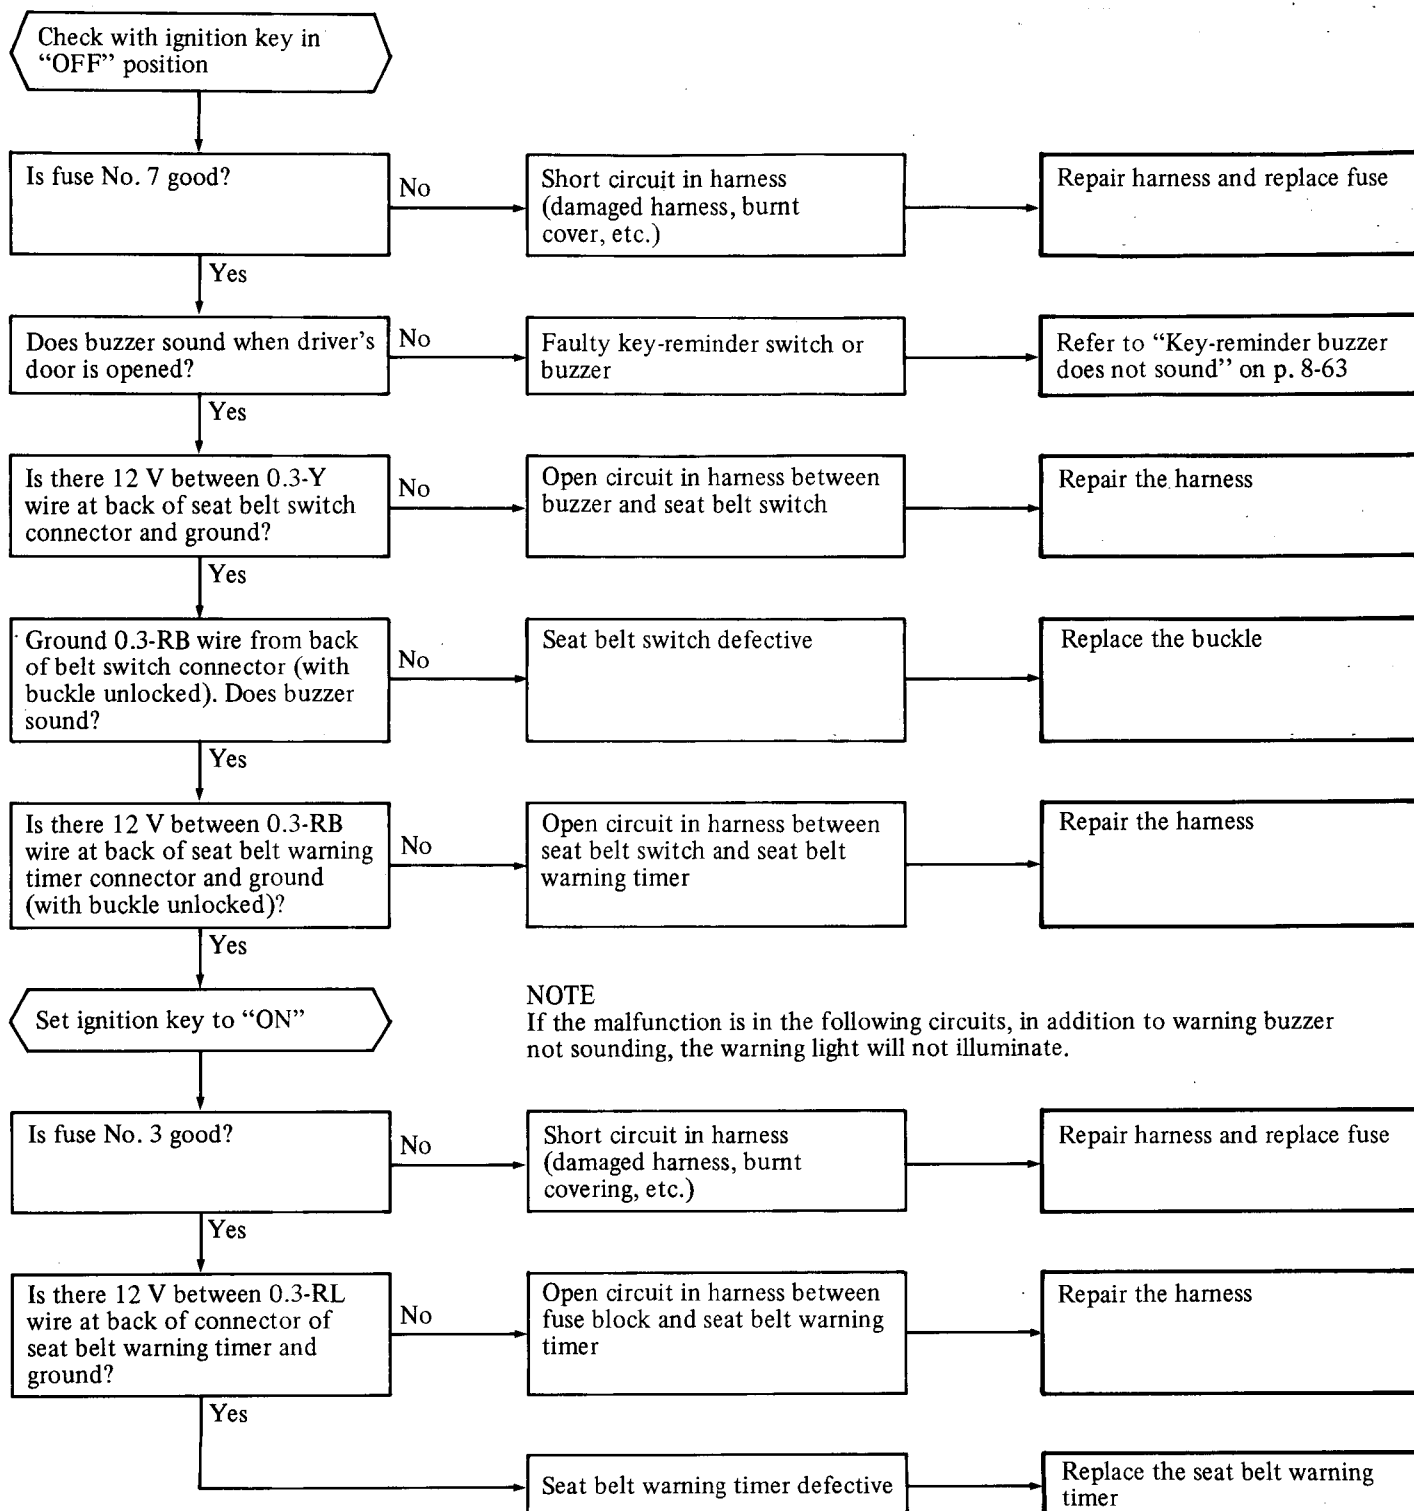 Check with ignition key in
“OFF” position
Is fuse No. 7 good?
No
Short circuit in harness
(damaged harness, burnt
cover, etc.)
Repair harness and replace fuse
Yes
Does buzzer sound when driver’s
door is opened?
No
Faulty key-reminder switch or
buzzer
Refer to “Key-reminder buzzer
does not sound” on p. 8-63
Yes
Is there 12 V between 0.3-Y
wire at back of seat belt switch
connector and ground?
No
Open circuit in harness between
buzzer and seat belt switch
Repair the harness
Yes
Ground 0.3-RB wire from back
of belt switch connector (with
buckle unlocked). Does buzzer
sound?
No
Seat belt switch defective
Replace the buckle
Yes
Is there 12 V between 0.3-RB
wire at back of seat belt warning
timer connector and ground
(with buckle unlocked)?
No
Open circuit in harness between
seat belt switch and seat belt
warning timer
Repair the harness
Yes
Set ignition key to “ON”
NOTE
If the malfunction is in the following circuits, in addition to warning buzzer
not sounding, the warning light will not illuminate.
Is fuse No. 3 good?
No
Short circuit in harness
(damaged harness, burnt
covering, etc.)
Repair harness and replace fuse
Yes
Is there 12 V between 0.3-RL
wire at back of connector of
seat belt warning timer and
ground?
No
Open circuit in harness between
fuse block and seat belt warning
timer
Repair the harness
Yes
Seat belt warning timer defective
Replace the seat belt warning
timer